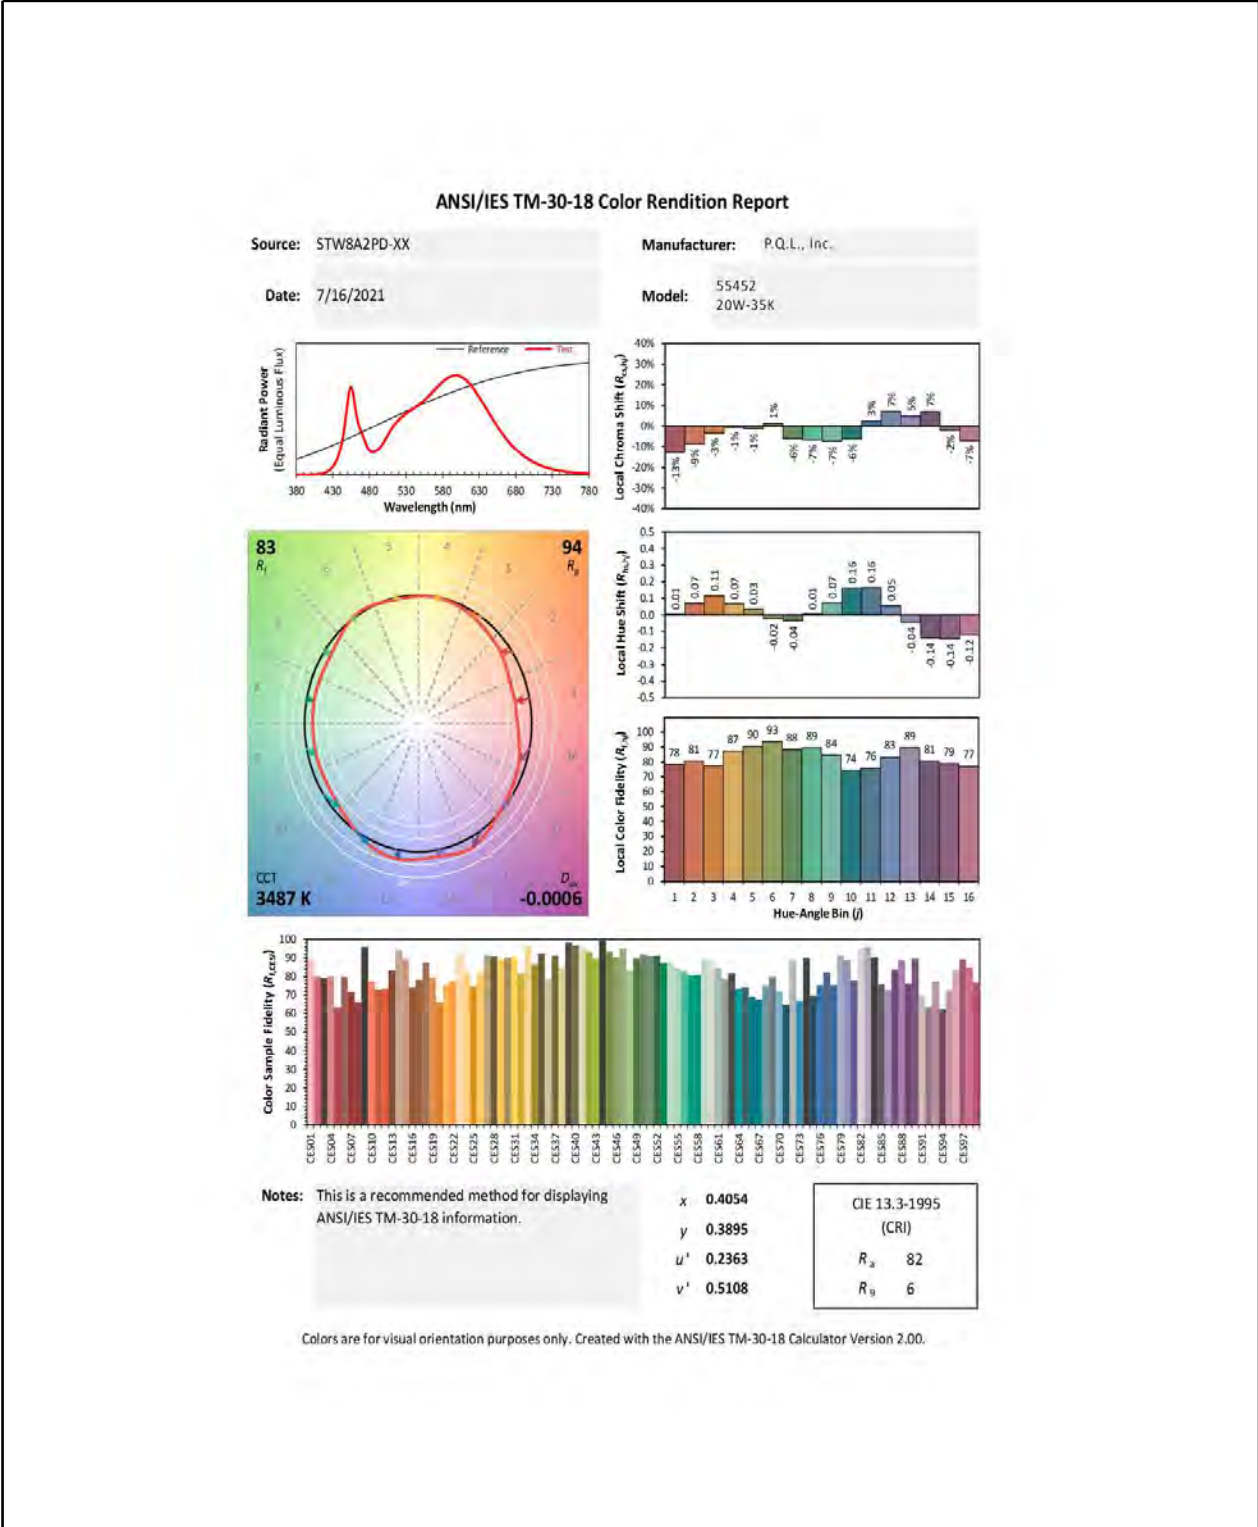 ANSI/IES TM-30-18 Color Rendition Report
Source: STW8A2PD-XX
Manufacturer: P.Q.L., Inc.
Date: 7/16/2021
Model: 55452
20W-35K
Radiant Power
(Equal Luminous Flux)
Reference Test
380 430 480 530 580 630 680 730 780
Wavelength (nm)
Local Chroma Shift (Rcs,hj)
40%
30%
20%
10%
0%
-10%
-20%
-30%
-40%
-13% -9% -3% -1% -1% 1% -6% -7% -7% -6% 3% 7% 5% 7% -2% -7%
83
Rf
94
Rg
CCT
3487 K
Duv
-0.0006
Local Hue Shift (Rhs,hj)
0.5
0.4
0.3
0.2
0.1
0.0
-0.1
-0.2
-0.3
-0.4
-0.5
0.01 0.07 0.11 0.07 0.03 -0.02 -0.04 0.01 0.07 0.16 0.16 0.05 -0.04 -0.14 -0.14 -0.12
Local Color Fidelity (Rf,hj)
100
90
80
70
60
50
40
30
20
10
0
78 81 77 87 90 93 88 89 84 74 76 83 89 81 79 77
1 2 3 4 5 6 7 8 9 10 11 12 13 14 15 16
Hue-Angle Bin (j)
Color Sample Fidelity (Rf,CESi)
100
90
80
70
60
50
40
30
20
10
0
CES01 CES04 CES07 CES10 CES13 CES16 CES19 CES22 CES25 CES28 CES31 CES34 CES37 CES40 CES43 CES46 CES49 CES52 CES55 CES58 CES61 CES64 CES67 CES70 CES73 CES76 CES79 CES82 CES85 CES88 CES91 CES94 CES97
Notes: This is a recommended method for displaying
ANSI/IES TM-30-18 information.
x 0.4054
y 0.3895
u' 0.2363
v' 0.5108
CIE 13.3-1995
(CRI)
Ra 82
R9 6
Colors are for visual orientation purposes only. Created with the ANSI/IES TM-30-18 Calculator Version 2.00.